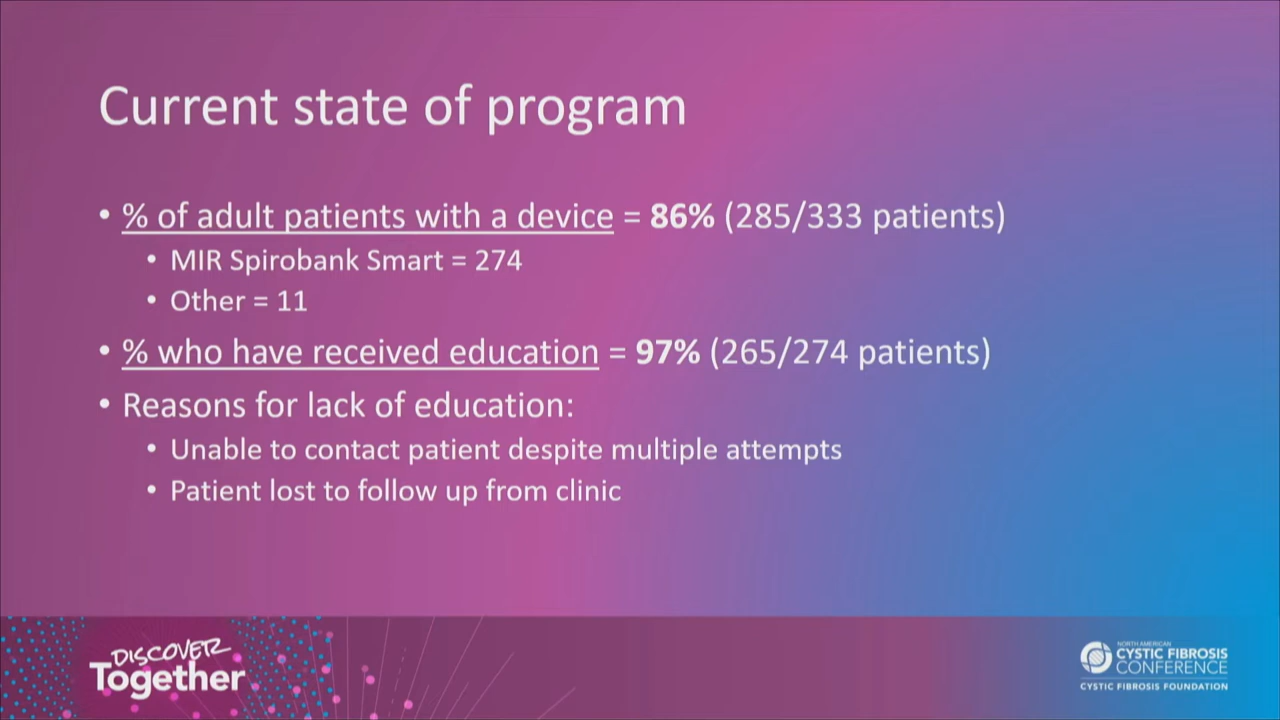 Current state of program
• % of adult patients with a device = 86% (285/333 patients)
• MIR Spirobank Smart = 274
• Other = 11
• % who have received education = 97% (265/274 patients)
• Reasons for lack of education:
• Unable to contact patient despite multiple attempts
• Patient lost to follow up from clinic
DISCOVER
Together
NORTH AMERICAN
CYSTIC FIBROSIS
CONFERENCE
CYSTIC FIBROSIS FOUNDATION